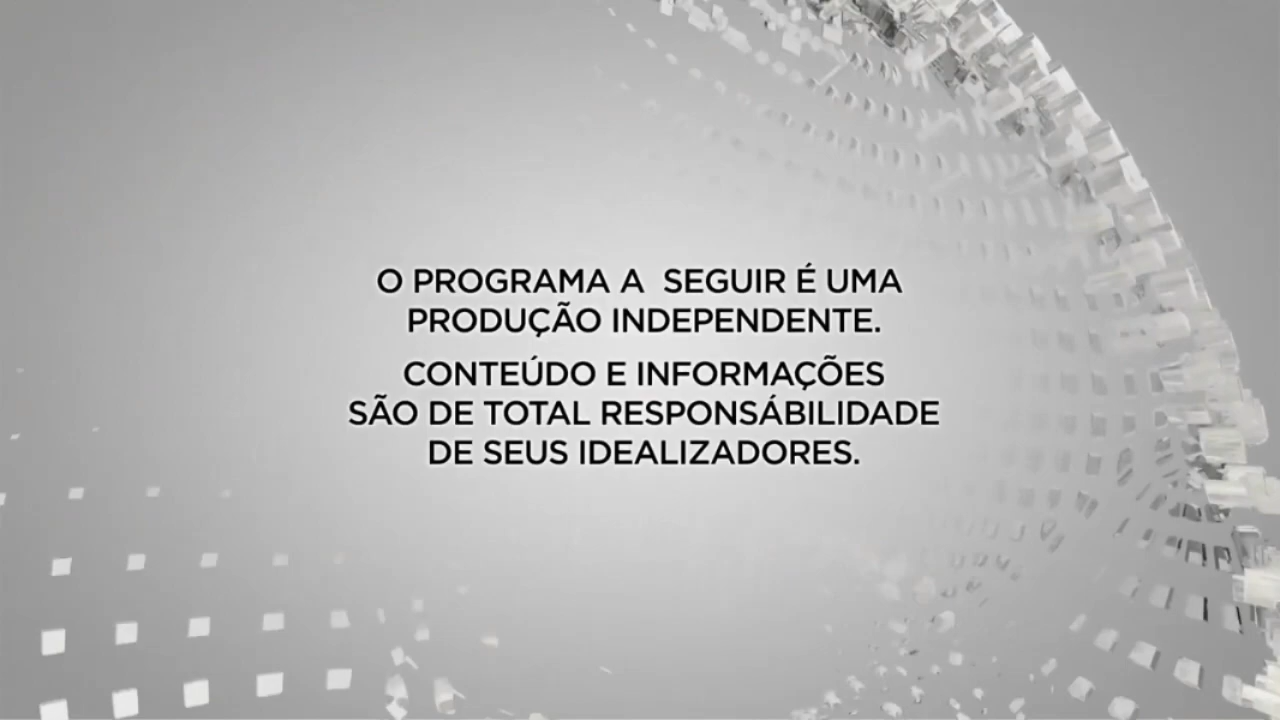 O PROGRAMA A  SEGUIR É UMA
PRODUÇÃO INDEPENDENTE.
CONTEÚDO E INFORMAÇÕES
SÃO DE TOTAL RESPONSÁBILIDADE
DE SEUS IDEALIZADORES.